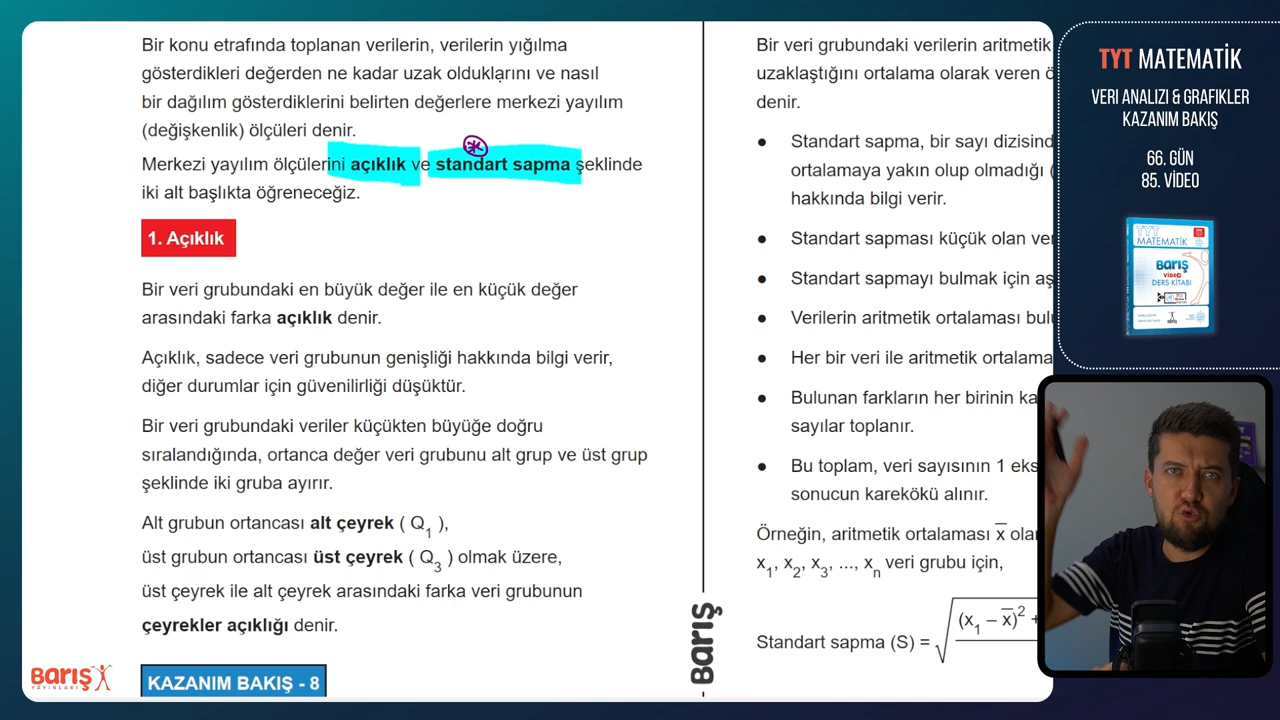 Bir konu etrafında toplanan verilerin, verilerin yığılma
gösterdikleri değerden ne kadar uzak olduklarını ve nasıl
bir dağılım gösterdiklerini belirten değerlere merkezi yayılım
(değişkenlik) ölçüleri denir.
Merkezi yayılım ölçülerini açıklık ve standart sapma şeklinde
iki alt başlıkta öğreneceğiz.
1. Açıklık
Bir veri grubundaki en büyük değer ile en küçük değer
arasındaki farka açıklık denir.
Açıklık, sadece veri grubunun genişliği hakkında bilgi verir,
diğer durumlar için güvenilirliği düşüktür.
Bir veri grubundaki veriler küçükten büyüğe doğru
sıralandığında, ortanca değer veri grubunu alt grup ve üst grup
şeklinde iki gruba ayırır.
Alt grubun ortancası alt çeyrek ( Q1 ),
üst grubun ortancası üst çeyrek ( Q3 ) olmak üzere,
üst çeyrek ile alt çeyrek arasındaki farka veri grubunun
çeyrekler açıklığı denir.
KAZANIM BAKIŞ - 8
BARIŞ
YAYINLARI
BARIŞ
Bir veri grubundaki verilerin aritmetik
uzaklaştığını ortalama olarak veren ö
denir.
● Standart sapma, bir sayı dizisind
ortalamaya yakın olup olmadığı (
hakkında bilgi verir.
● Standart sapması küçük olan ver
● Standart sapmayı bulmak için aş
● Verilerin aritmetik ortalaması bul
● Her bir veri ile aritmetik ortalama
● Bulunan farkların her birinin ka
sayılar toplanır.
● Bu toplam, veri sayısının 1 eks
sonucun karekökü alınır.
Örneğin, aritmetik ortalaması x̅ olan
x1, x2, x3, ..., xn veri grubu için,
Standart sapma (S) = √(x1 – x̅)² +
TYT MATEMATİK
VERI ANALIZI & GRAFIKLER
KAZANIM BAKIŞ
66. GÜN
85. VİDEO
TYT
MATEMATİK
BARIŞ
VİDEO
DERS KİTABI